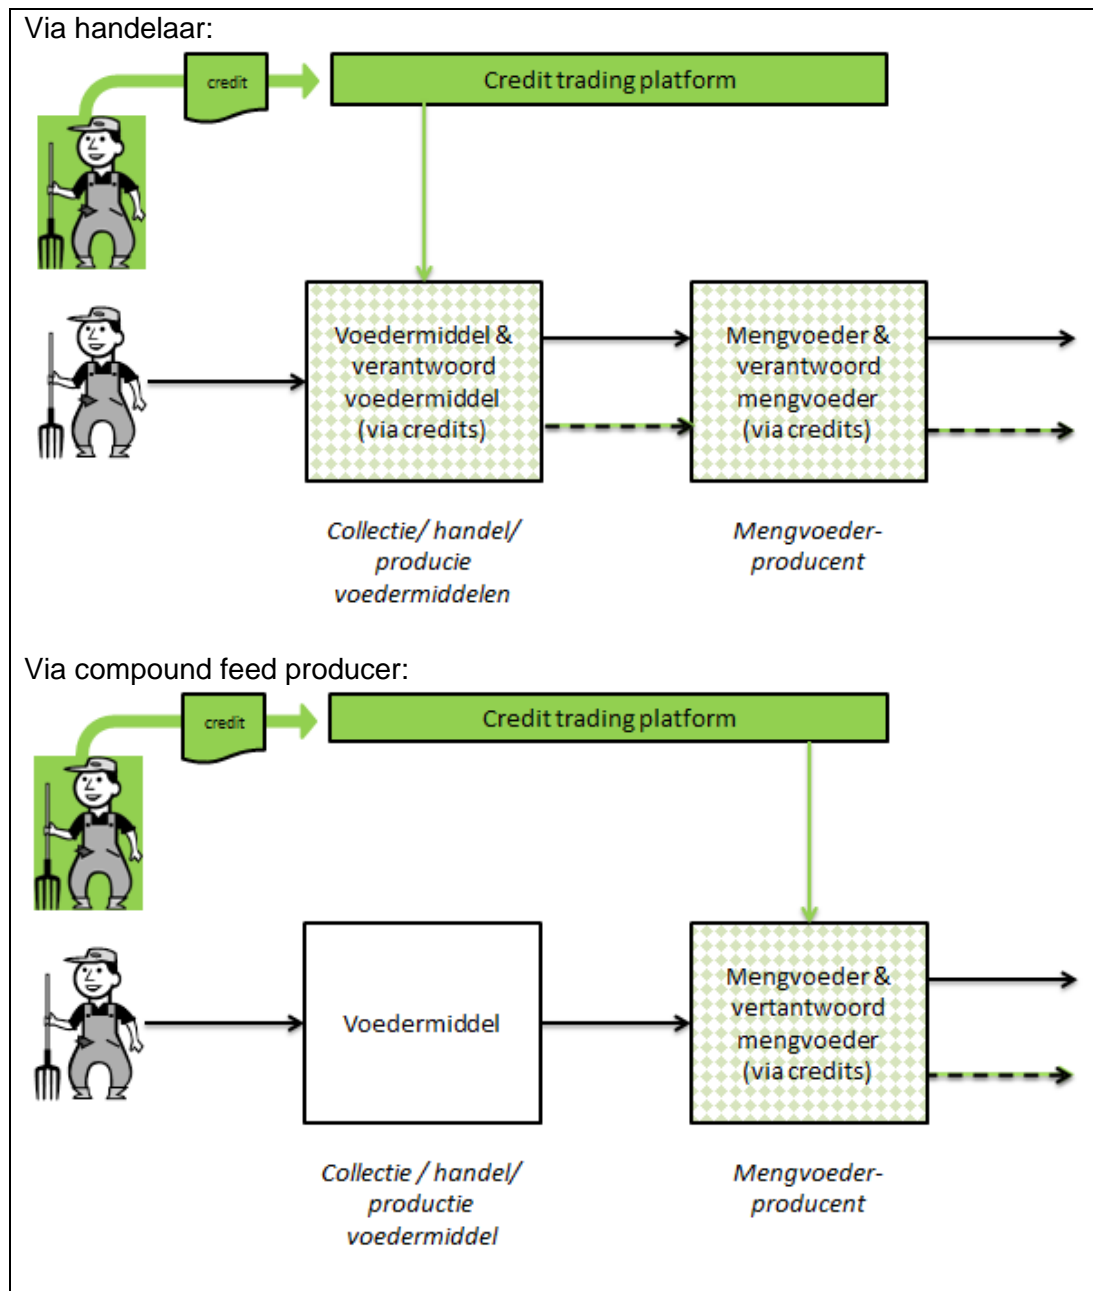 Via handelaar:
credit
Credit trading platform
Voedermiddel &
verantwoord
voedermiddel
(via credits)
Mengvoeder &
verantwoord
mengvoeder
(via credits)
Collectie/ handel/
producie
voedermiddelen
Mengvoeder-
producent
Via compound feed producer:
credit
Credit trading platform
Voedermiddel
Mengvoeder &
vertantwoord
mengvoeder
(via credits)
Collectie / handel/
productie
voedermiddel
Mengvoeder-
producent